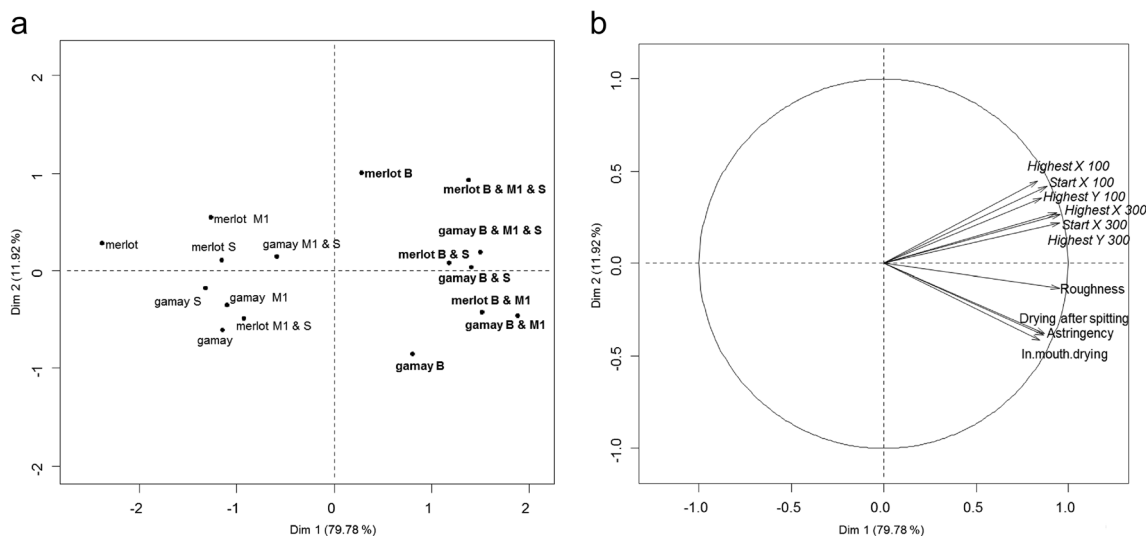 a
2
1
0
-1
-2
Dim 2 (11.92 %)
merlot B
merlot B & M1 & S
merlot M1
merlot
merlot S
gamay M1 & S
gamay B & M1 & S
merlot B & S
gamay B & S
gamay S
gamay M1
merlot M1 & S
gamay
merlot B & M1
gamay B & M1
gamay B
-2
-1
0
1
2
Dim 1 (79.78 %)
b
1.0
0.5
0.0
-0.5
-1.0
Dim 2 (11.92 %)
Highest X 100
Start X 100
Highest Y 100
Highest X 300
Start X 300
Highest Y 300
Roughness
Drying after spitting
Astringency
In.mouth.drying
-1.0
-0.5
0.0
0.5
1.0
Dim 1 (79.78 %)